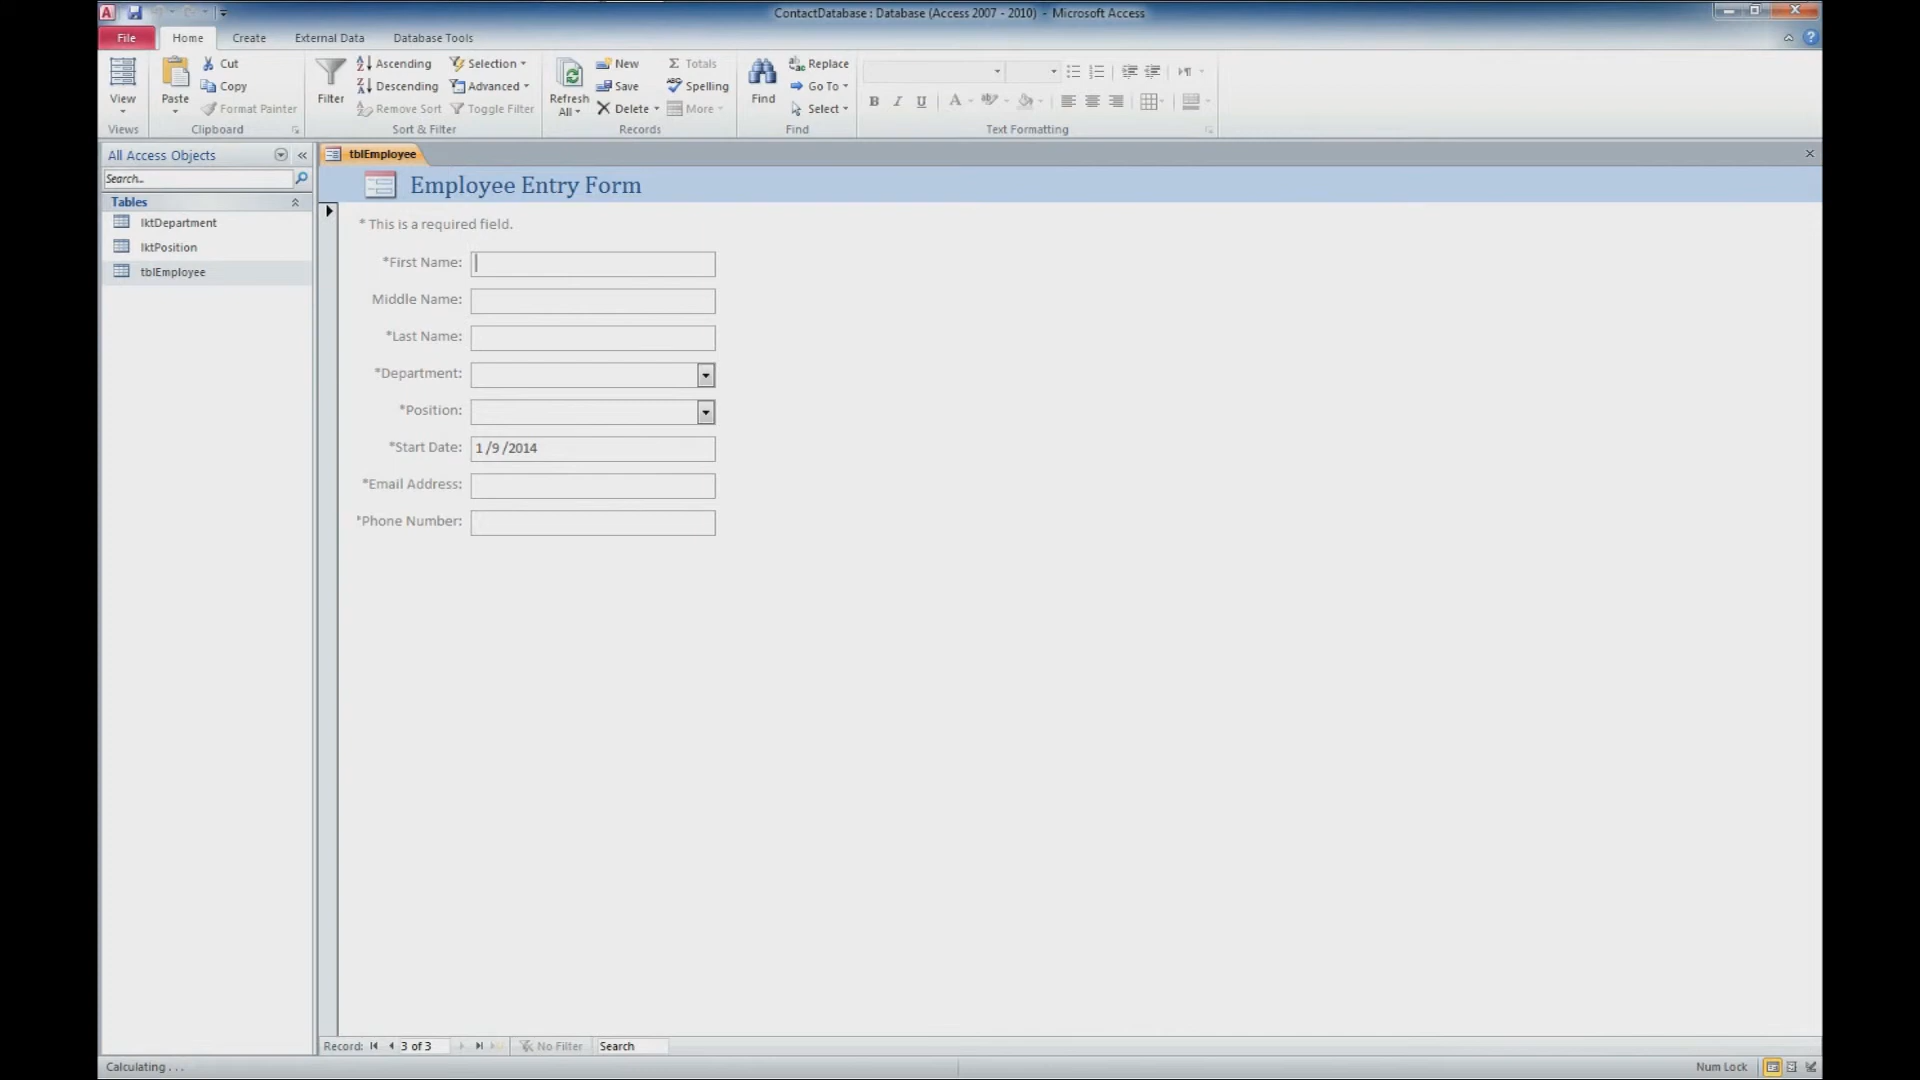 ContactDatabase : Database (Access 2007 - 2010) - Microsoft Access
File Home Create External Data Database Tools
View
Views
Paste
Cut
Copy
Format Painter
Clipboard
Filter
Ascending
Descending
Remove Sort
Selection
Advanced
Toggle Filter
Sort & Filter
Refresh
All
New
Save
Delete
Totals
Spelling
More
Records
Find
Replace
Go To
Select
Find
B I U A
Text Formatting
All Access Objects
Search..
Tables
lktDepartment
lktPosition
tblEmployee
tblEmployee
Employee Entry Form
* This is a required field.
*First Name:
Middle Name:
*Last Name:
*Department:
*Position:
*Start Date: 1 /9 /2014
*Email Address:
*Phone Number:
Record: 3 of 3 No Filter Search
Calculating . . .
Num Lock